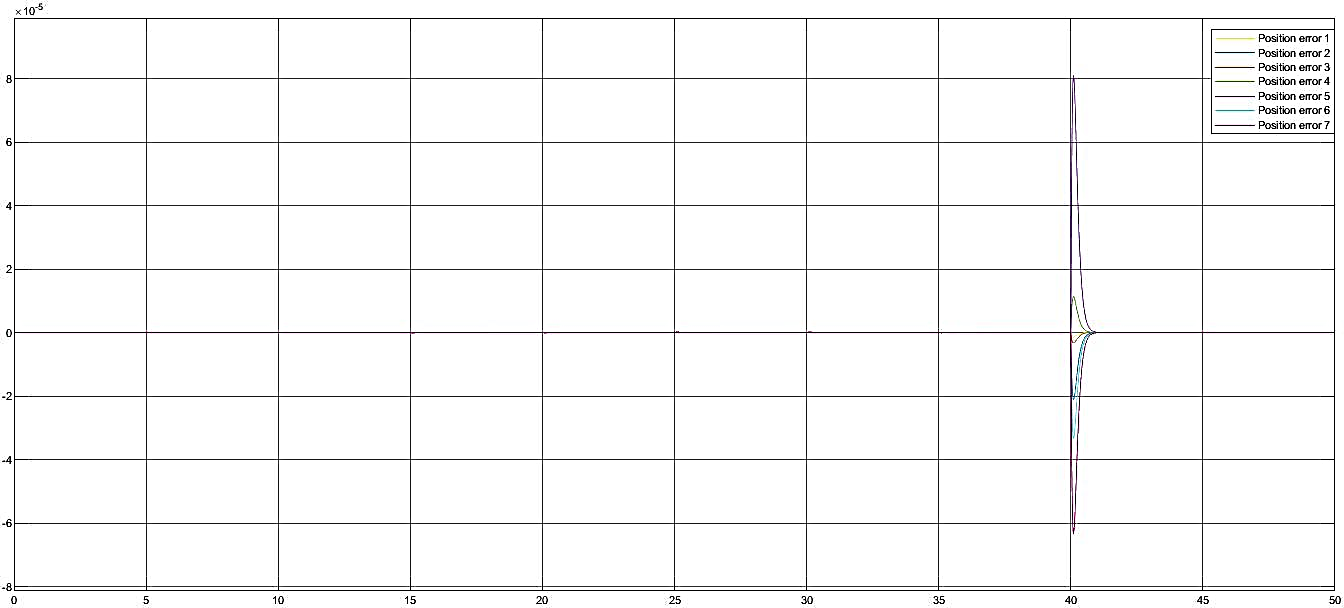 ×10-5
8
6
4
2
0
-2
-4
-6
-8
0 5 10 15 20 25 30 35 40 45 50
Position error 1
Position error 2
Position error 3
Position error 4
Position error 5
Position error 6
Position error 7